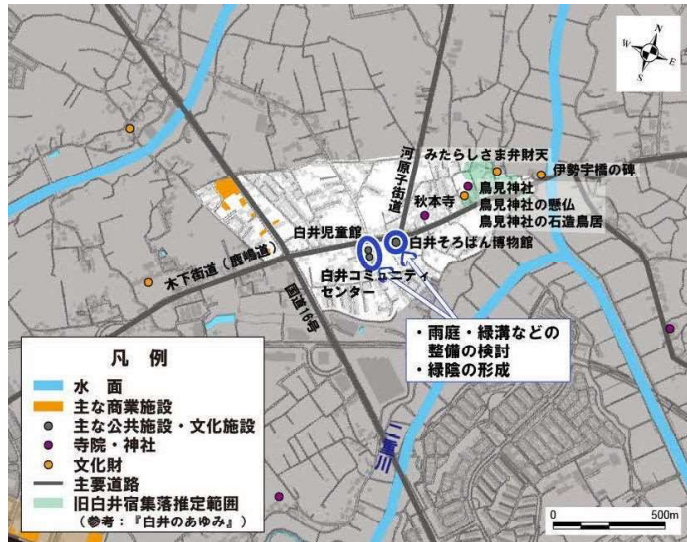 N
W
E
S
河原子街道
みたらしさま弁財天
伊勢宇橋の碑
鳥見神社
鳥見神社の懸仏
鳥見神社の石造鳥居
秋本寺
白井児童館
白井そろばん博物館
木下街道(鹿嶋道)
白井コミュニティ
センター
国道16号
・雨庭・緑溝などの
整備の検討
・緑陰の形成
二重川
凡 例
水 面
主な商業施設
主な公共施設・文化施設
寺院・神社
文化財
主要道路
旧白井宿集落推定範囲
(参考:『白井のあゆみ』)
0 500m